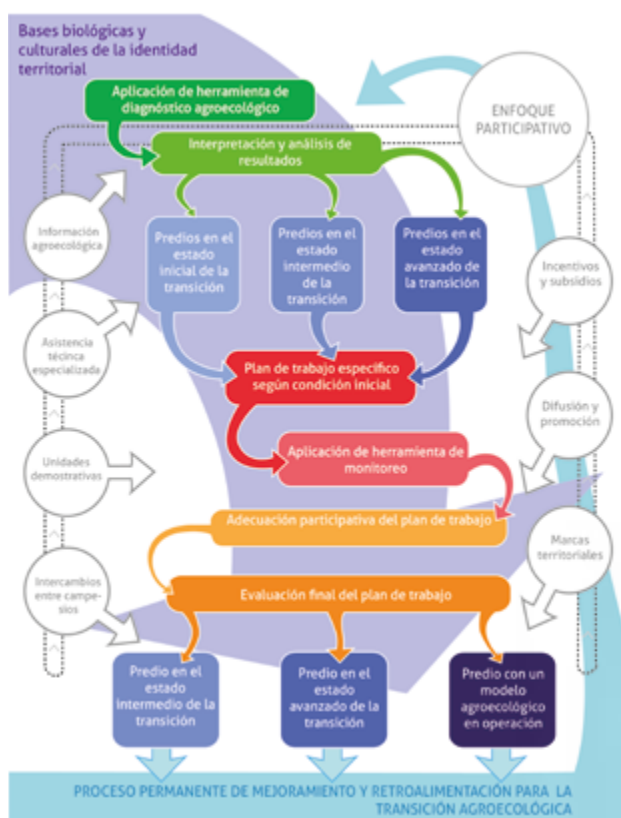 Bases biológicas y
culturales de la identidad
territorial
Aplicación de herramienta de
diagnóstico agroecológico
ENFOQUE
PARTICIPATIVO
Interpretación y análisis de
resultados
Información
agroecológica
Predios en el
estado
inicial de la
transición
Predios en el
estado
intermedio de
la transición
Predios en el
estado
avanzado de
la transición
Incentivos
y subsidios
Asistencia
técinca
especializada
Plan de trabajo específico
según condición inicial
Difusión y
promoción
Unidades
demostrativas
Aplicación de herramienta de
monitoreo
Adecuación participativa del plan de trabajo
Marcas
territoriales
Intercambios
entre campe-
sios
Evaluación final del plan de trabajo
Predio en el
estado
intermedio de la
transición
Predio en el
estado
avanzado de la
transición
Predio con un
modelo
agroecológico
en operación
PROCESO PERMANENTE DE MEJORAMIENTO Y RETROALIMENTACIÓN PARA LA
TRANSICIÓN AGROECOLÓGICA